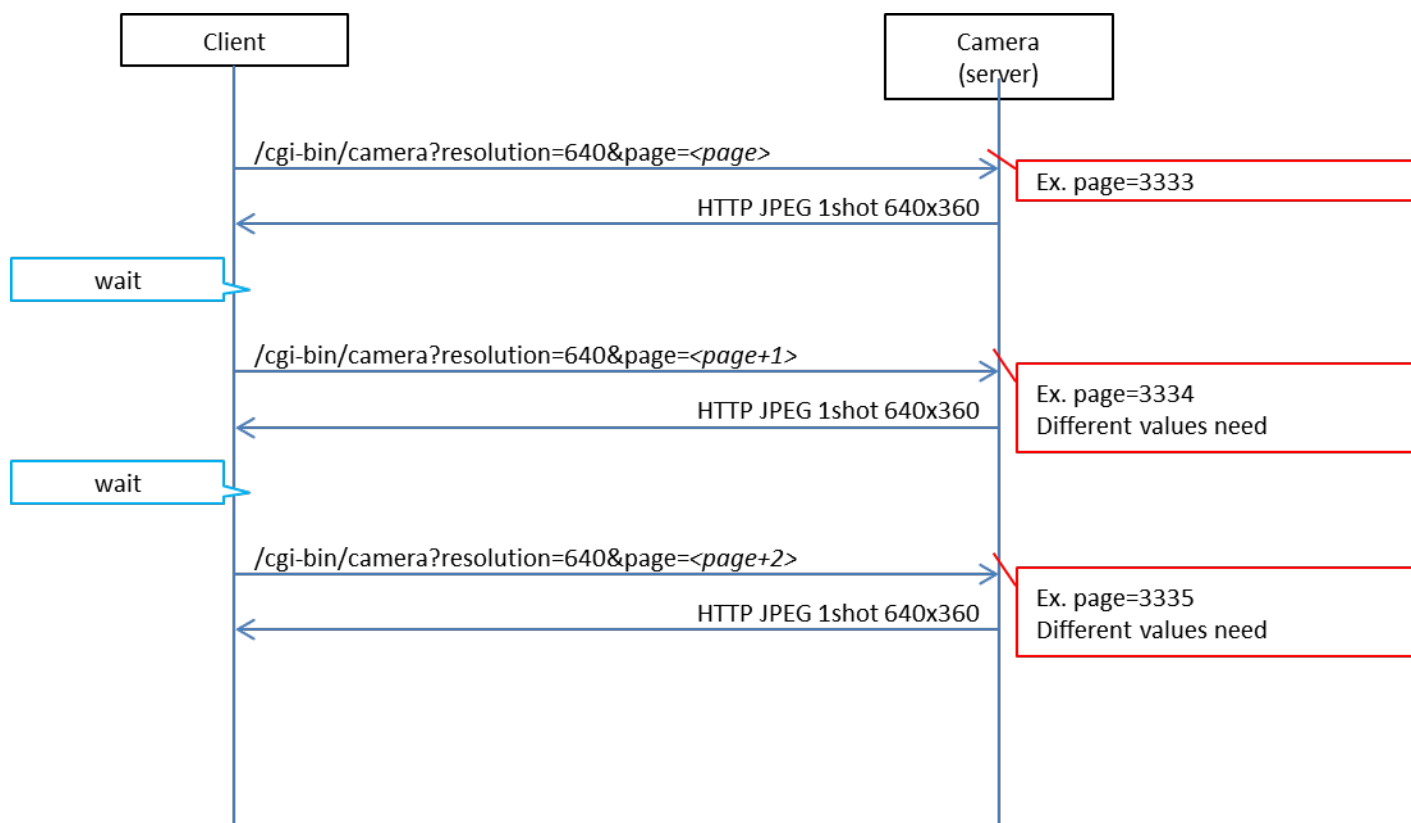 Client
Camera
(server)
/cgi-bin/camera?resolution=640&page=<page>
Ex. page=3333
HTTP JPEG 1shot 640x360
wait
/cgi-bin/camera?resolution=640&page=<page+1>
Ex. page=3334
Different values need
HTTP JPEG 1shot 640x360
wait
/cgi-bin/camera?resolution=640&page=<page+2>
Ex. page=3335
Different values need
HTTP JPEG 1shot 640x360